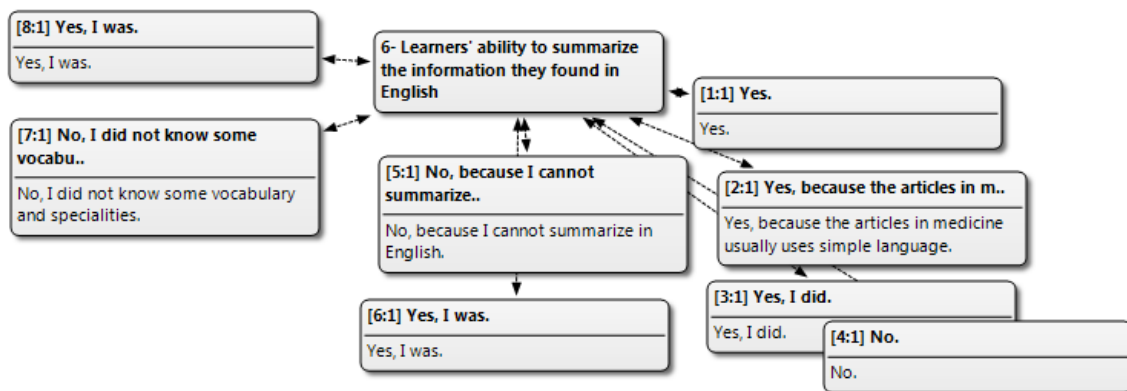 [8:1] Yes, I was.
Yes, I was.
6- Learners' ability to summarize
the information they found in
English
[1:1] Yes.
Yes.
[7:1] No, I did not know some
vocabu..
No, I did not know some vocabulary
and specialities.
[5:1] No, because I cannot
summarize..
No, because I cannot summarize in
English.
[2:1] Yes, because the articles in m..
Yes, because the articles in medicine
usually uses simple language.
[6:1] Yes, I was.
Yes, I was.
[3:1] Yes, I did.
Yes, I did.
[4:1] No.
No.